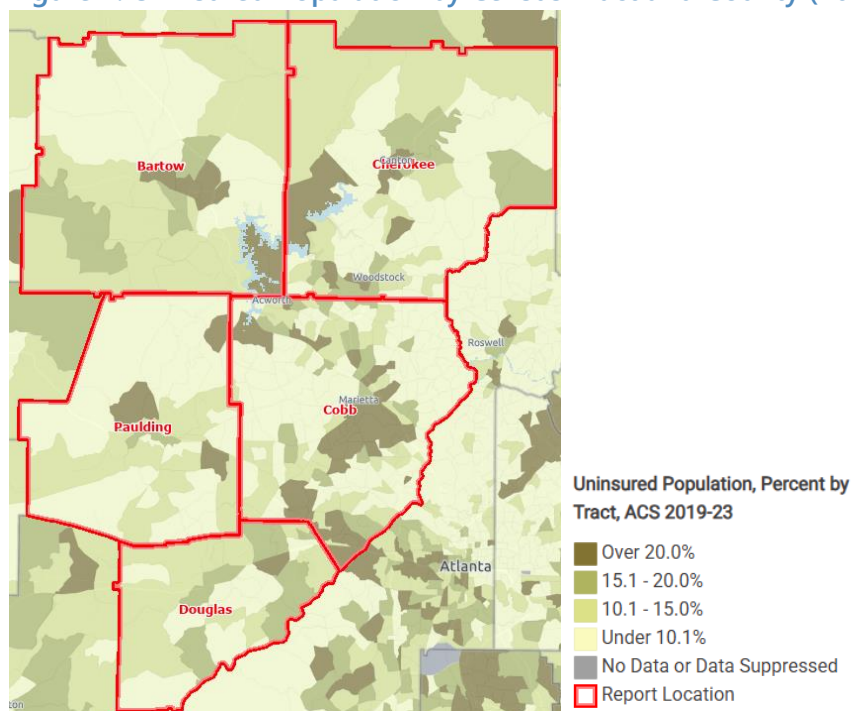 Bartow
Canton
Cherokee
Woodstock
Acworth
Roswell
Marietta
Cobb
Paulding
Atlanta
Douglas
Uninsured Population, Percent by
Tract, ACS 2019-23
Over 20.0%
15.1 - 20.0%
10.1 - 15.0%
Under 10.1%
No Data or Data Suppressed
Report Location